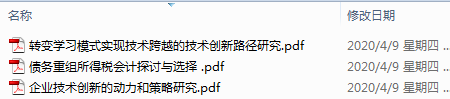 名称 修改日期
转变学习模式实现技术跨越的技术创新路径研究.pdf 2020/4/9 星期四 ...
债务重组所得税会计探讨与选择 .pdf 2020/4/9 星期四 ...
企业技术创新的动力和策略研究.pdf 2020/4/9 星期四 ...